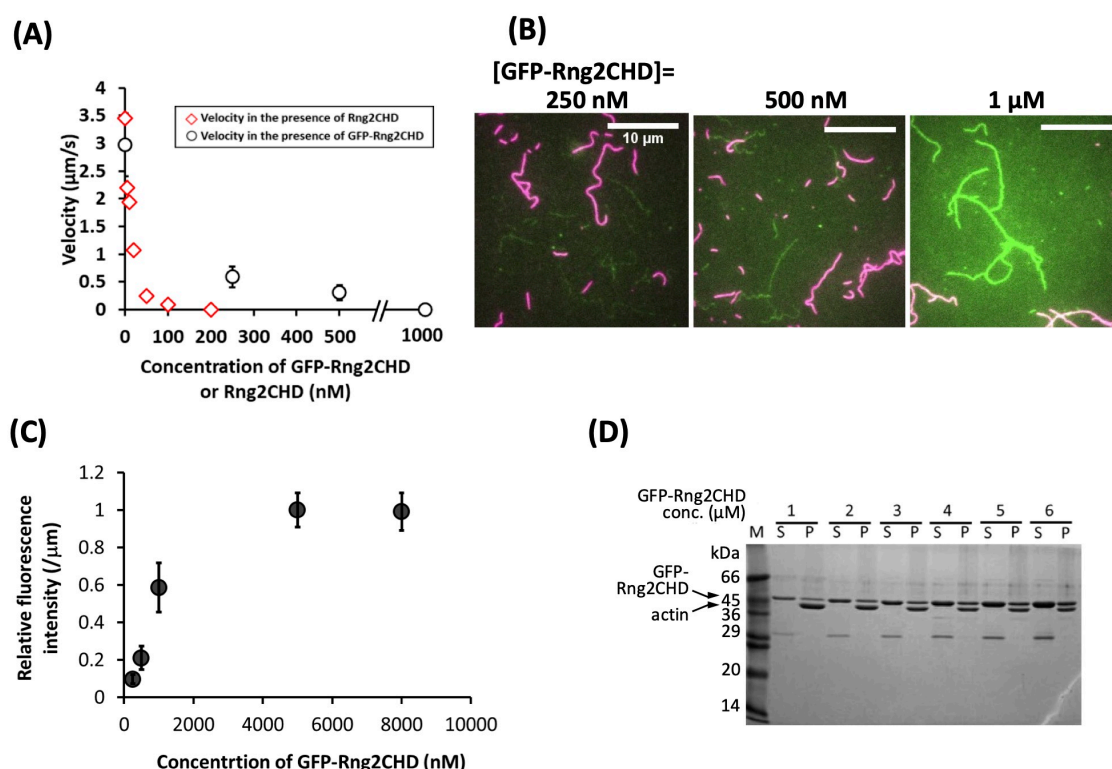 (A)
4
3.5
3
2.5
2
1.5
1
0.5
0
Velocity (µm/s)
Velocity in the presence of Rng2CHD
Velocity in the presence of GFP-Rng2CHD
0 100 200 300 400 500 1000
Concentration of GFP-Rng2CHD
or Rng2CHD (nM)
(B)
[GFP-Rng2CHD]=
250 nM 500 nM 1 µM
10 µm
(C)
1.2
1
0.8
0.6
0.4
0.2
0
Relative fluorescence
intensity (/µm)
0 2000 4000 6000 8000 10000
Concentrtion of GFP-Rng2CHD (nM)
(D)
GFP-Rng2CHD
conc. (µM)
1 2 3 4 5 6
M S P S P S P S P S P S P
kDa
GFP-
Rng2CHD
actin
66
45
36
29
20
14